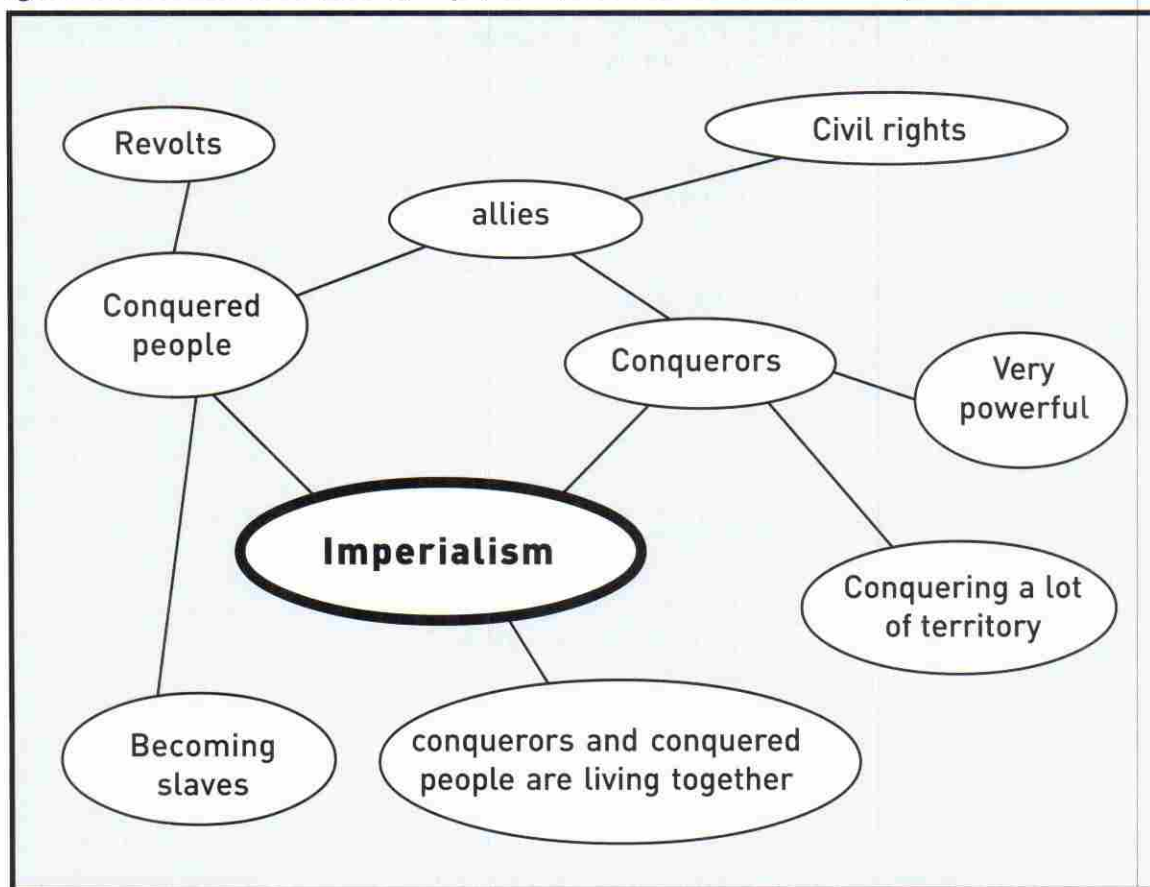 Revolts
Civil rights
allies
Conquered
people
Conquerors
Very
powerful
Imperialism
Conquering a lot
of territory
Becoming
slaves
conquerors and conquered
people are living together